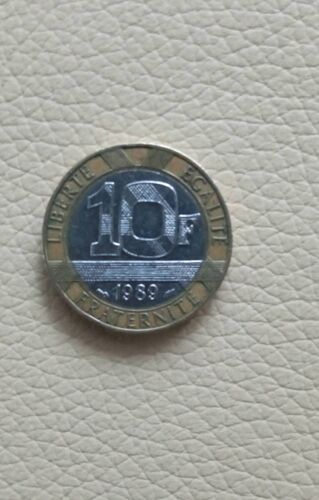 LIBERTE
EGALITE
10F
1989
FRATERNITE